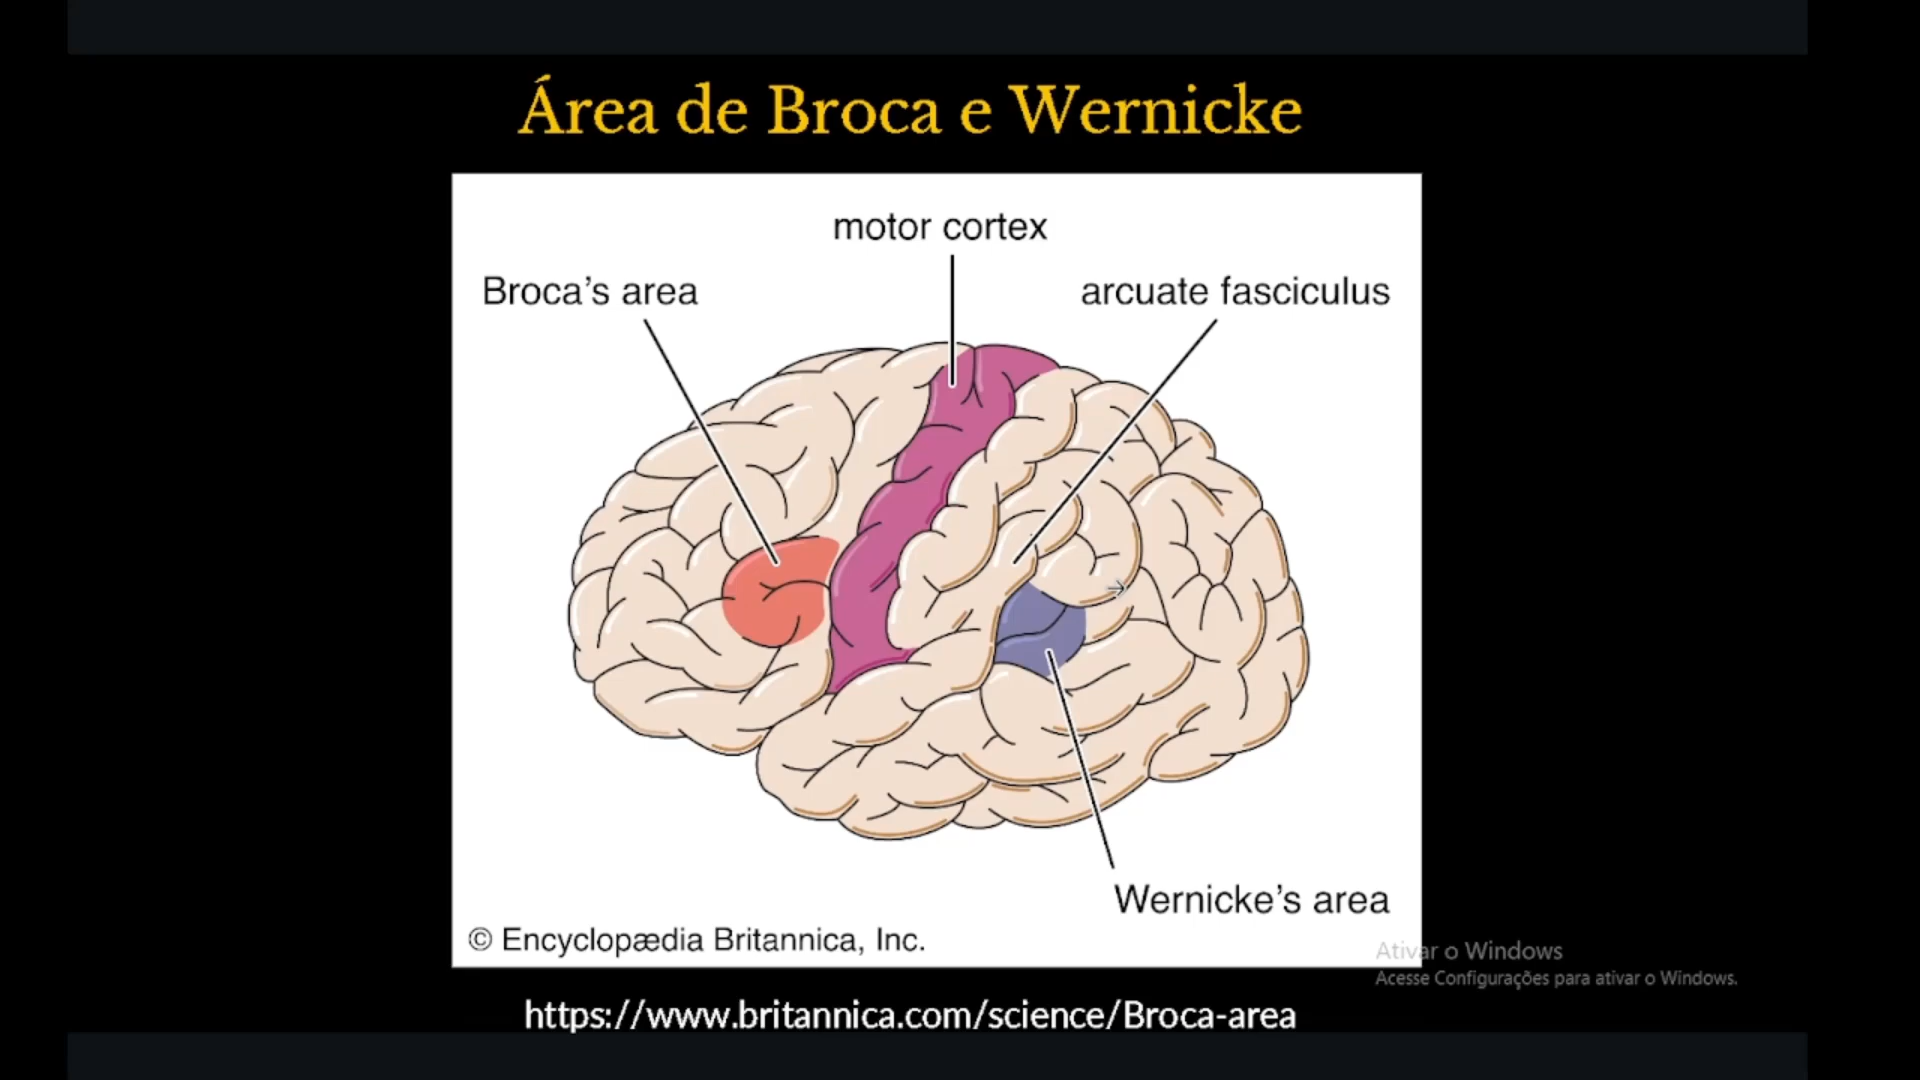 Área de Broca e Wernicke
motor cortex
Broca’s area
arcuate fasciculus
Wernicke’s area
© Encyclopædia Britannica, Inc.
Ativar o Windows
Acesse Configurações para ativar o Windows.
https://www.britannica.com/science/Broca-area